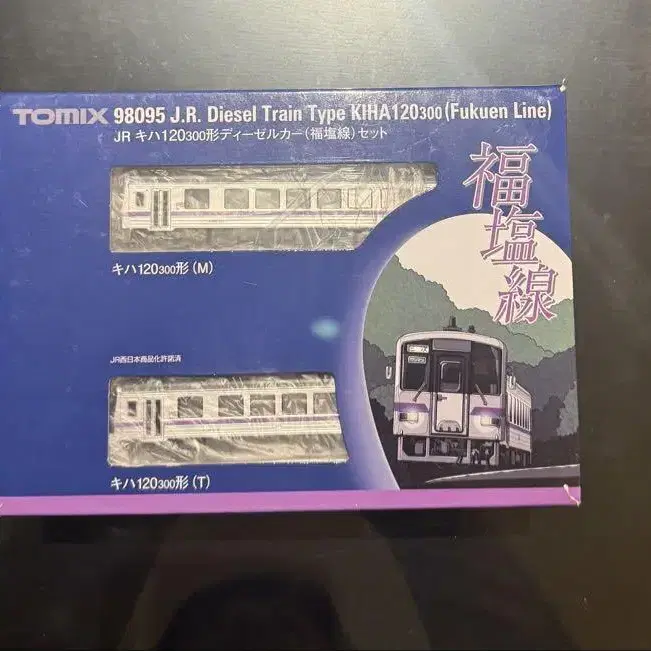 TOMIX 98095 J.R. Diesel Train Type KIHA120300 (Fukuen Line)
JR キハ120300形ディーゼルカー(福塩線)セット
福塩線
キハ120300形(M)
JR西日本商品化許諾済
キハ120300形(T)